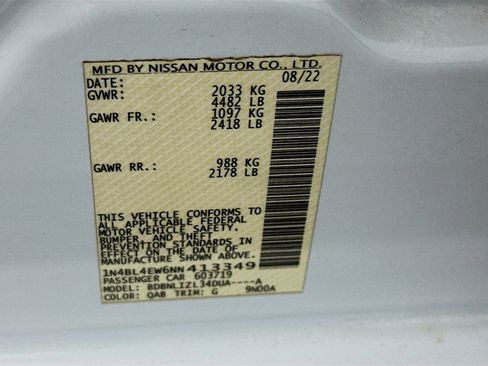 MFD BY NISSAN MOTOR CO., LTD.
DATE: 08/22
GVWR: 2033 KG
4482 LB
GAWR FR.: 1097 KG
2418 LB
GAWR RR.: 988 KG
2178 LB
THIS VEHICLE CONFORMS TO
ALL APPLICABLE FEDERAL
MOTOR VEHICLE SAFETY,
BUMPER, AND THEFT
PREVENTION STANDARDS IN
EFFECT ON THE DATE OF
MANUFACTURE SHOWN ABOVE.
1N4BL4EW6NN413349
PASSENGER CAR 603719
MODEL: BDBNLIZL34DUA----A
COLOR: QAB TRIM: G 9N00A